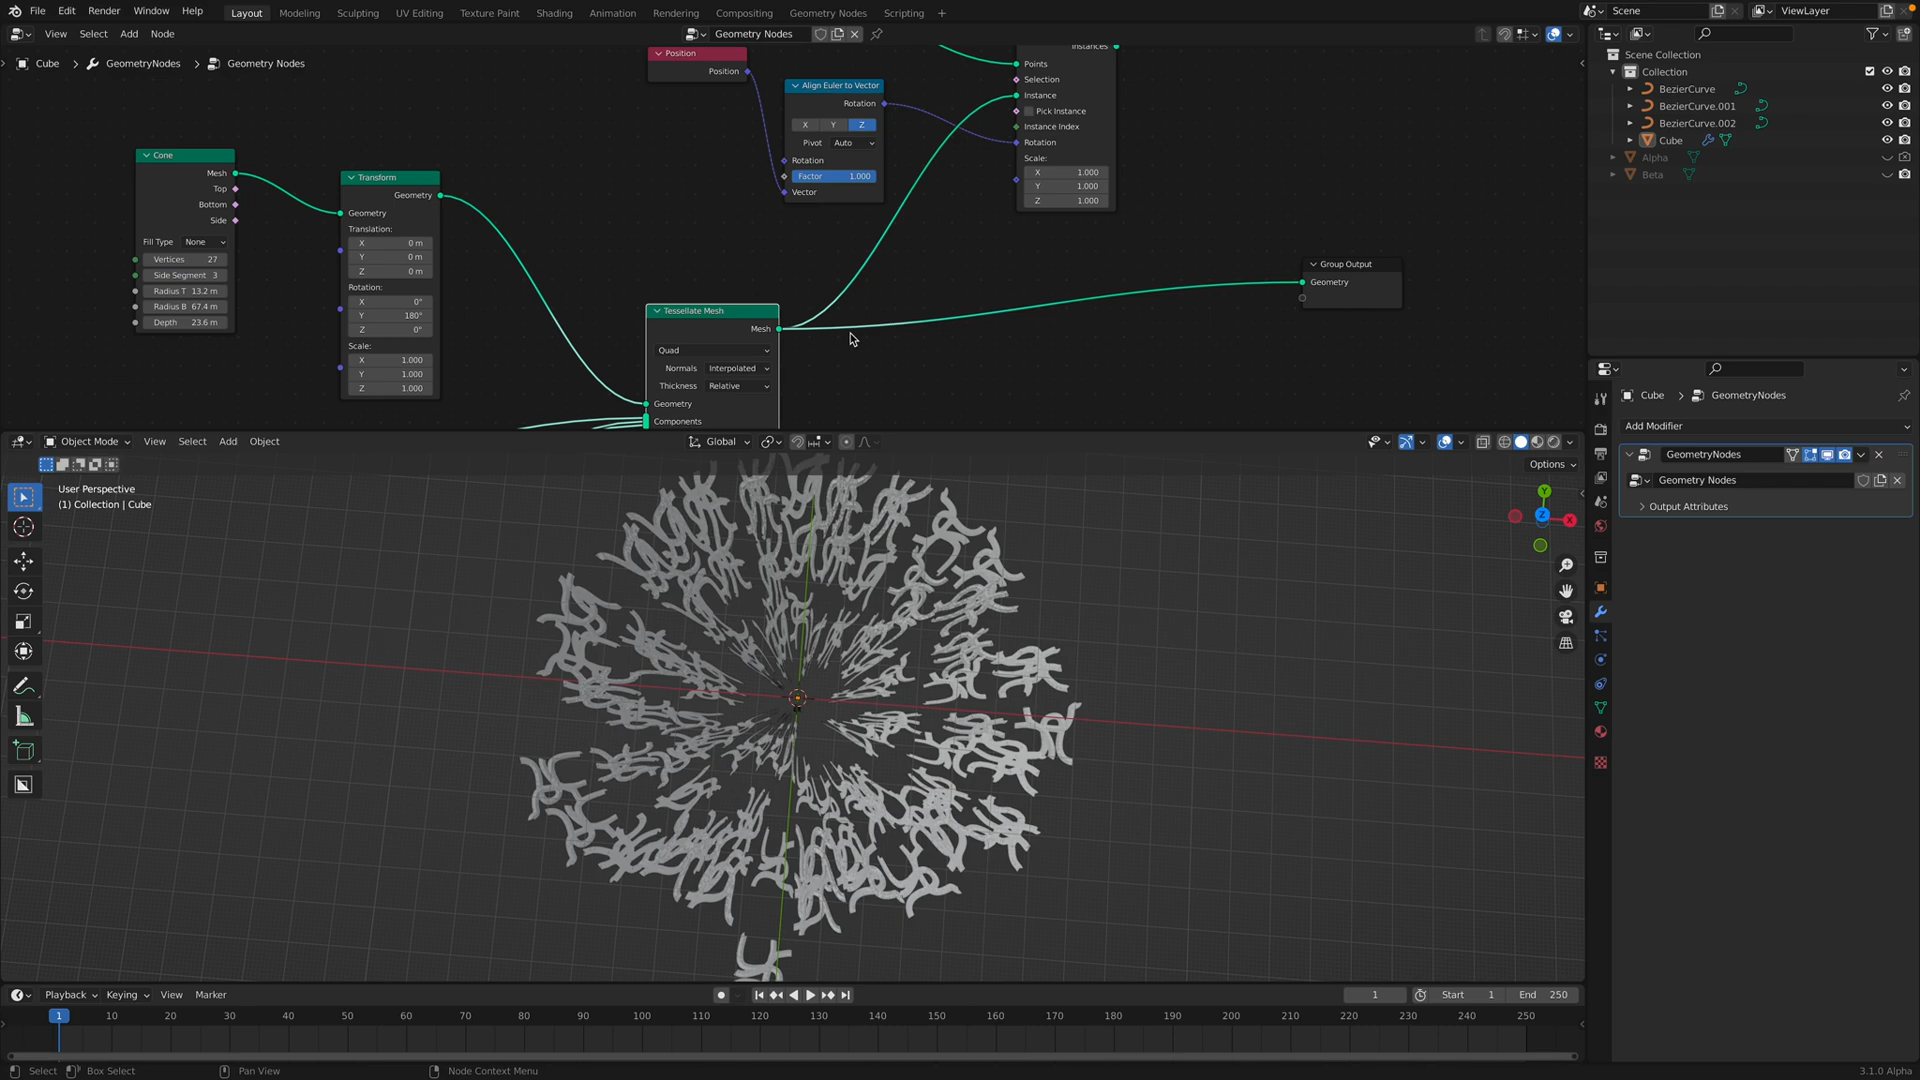 File Edit Render Window Help
Layout Modeling Sculpting UV Editing Texture Paint Shading Animation Rendering Compositing Geometry Nodes Scripting +
Scene
ViewLayer
View Select Add Node
Geometry Nodes
Cube > GeometryNodes > Geometry Nodes
Position
Position
Align Euler to Vector
Rotation
X Y Z
Pivot Auto
Rotation
Factor 1.000
Vector
Instances
Points
Selection
Instance
Pick Instance
Instance Index
Rotation
Scale:
X 1.000
Y 1.000
Z 1.000
Cone
Mesh
Top
Bottom
Side
Fill Type None
Vertices 27
Side Segment 3
Radius T 13.2 m
Radius B 67.4 m
Depth 23.6 m
Transform
Geometry
Geometry
Translation:
X 0 m
Y 0 m
Z 0 m
Rotation:
X 0°
Y 180°
Z 0°
Scale:
X 1.000
Y 1.000
Z 1.000
Tessellate Mesh
Mesh
Quad
Normals Interpolated
Thickness Relative
Geometry
Components
Group Output
Geometry
Scene Collection
Collection
BezierCurve
BezierCurve.001
BezierCurve.002
Cube
Alpha
Beta
Cube > GeometryNodes
Add Modifier
GeometryNodes
Geometry Nodes
Output Attributes
Object Mode View Select Add Object
Global
Options
User Perspective
(1) Collection | Cube
Y
Z
X
Playback Keying View Marker
1
Start 1
End 250
1 10 20 30 40 50 60 70 80 90 100 110 120 130 140 150 160 170 180 190 200 210 220 230 240 250
Select Box Select Pan View Node Context Menu
3.1.0 Alpha